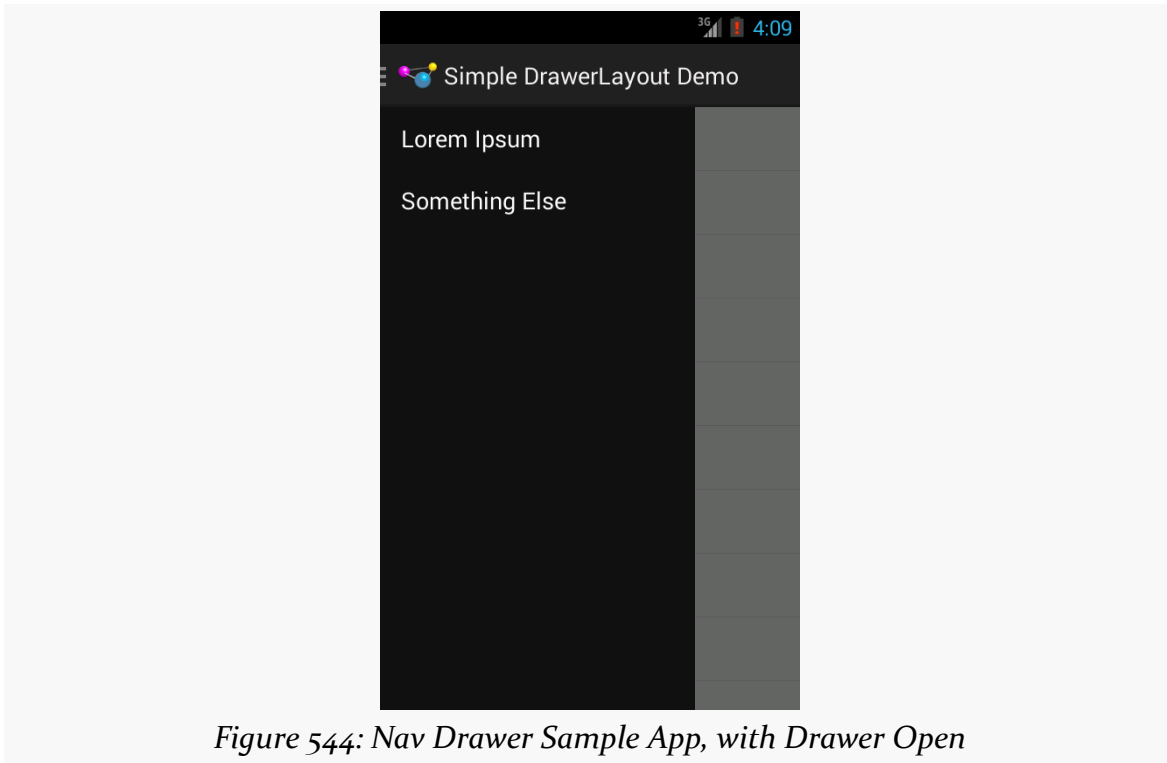 3G 4:09
Simple DrawerLayout Demo
Lorem Ipsum
Something Else
Figure 544: Nav Drawer Sample App, with Drawer Open